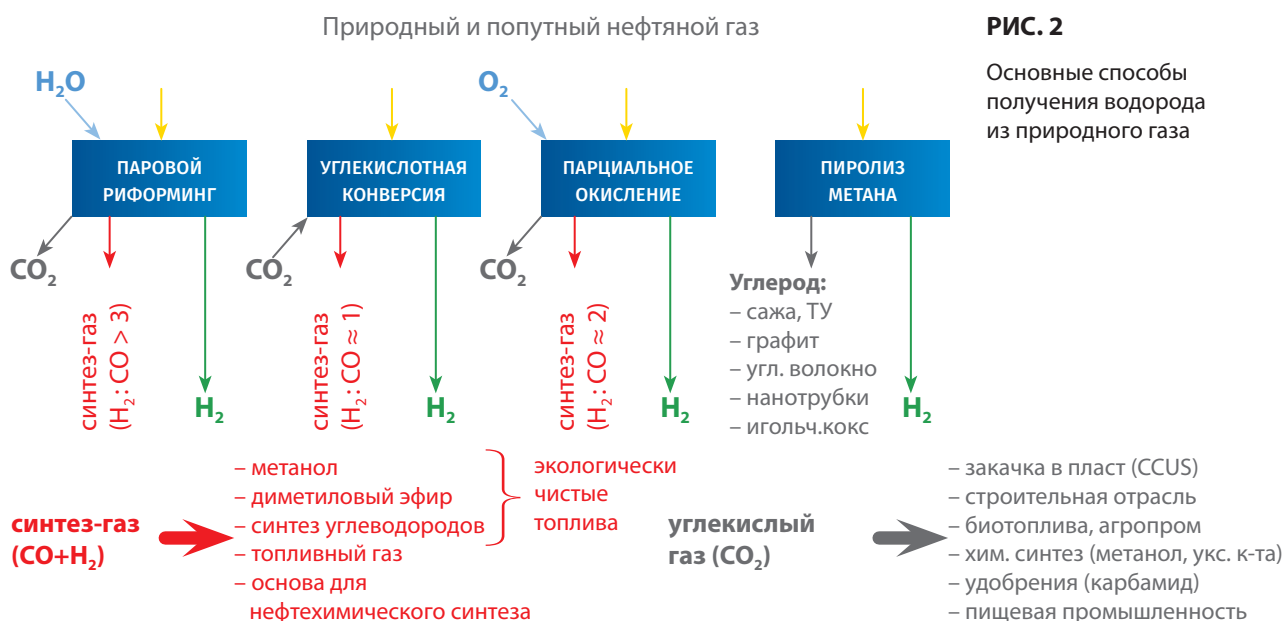 Природный и попутный нефтяной газ
РИС. 2
Основные способы
получения водорода
из природного газа
H₂O
O₂
ПАРОВОЙ
РИФОРМИНГ
УГЛЕКИСЛОТНАЯ
КОНВЕРСИЯ
ПАРЦИАЛЬНОЕ
ОКИСЛЕНИЕ
ПИРОЛИЗ
МЕТАНА
CO₂
синтез-газ
(H₂: CO > 3)
H₂
CO₂
синтез-газ
(H₂: CO ≈ 1)
H₂
CO₂
синтез-газ
(H₂: CO ≈ 2)
H₂
Углерод:
– сажа, ТУ
– графит
– угл. волокно
– нанотрубки
– игольч.кокс
H₂
синтез-газ
(CO+H₂)
– метанол
– диметиловый эфир
– синтез углеводородов
– топливный газ
– основа для
нефтехимического синтеза
экологически
чистые
топлива
углекислый
газ (CO₂)
– закачка в пласт (CCUS)
– строительная отрасль
– биотоплива, агропром
– хим. синтез (метанол, укс. к-та)
– удобрения (карбамид)
– пищевая промышленность